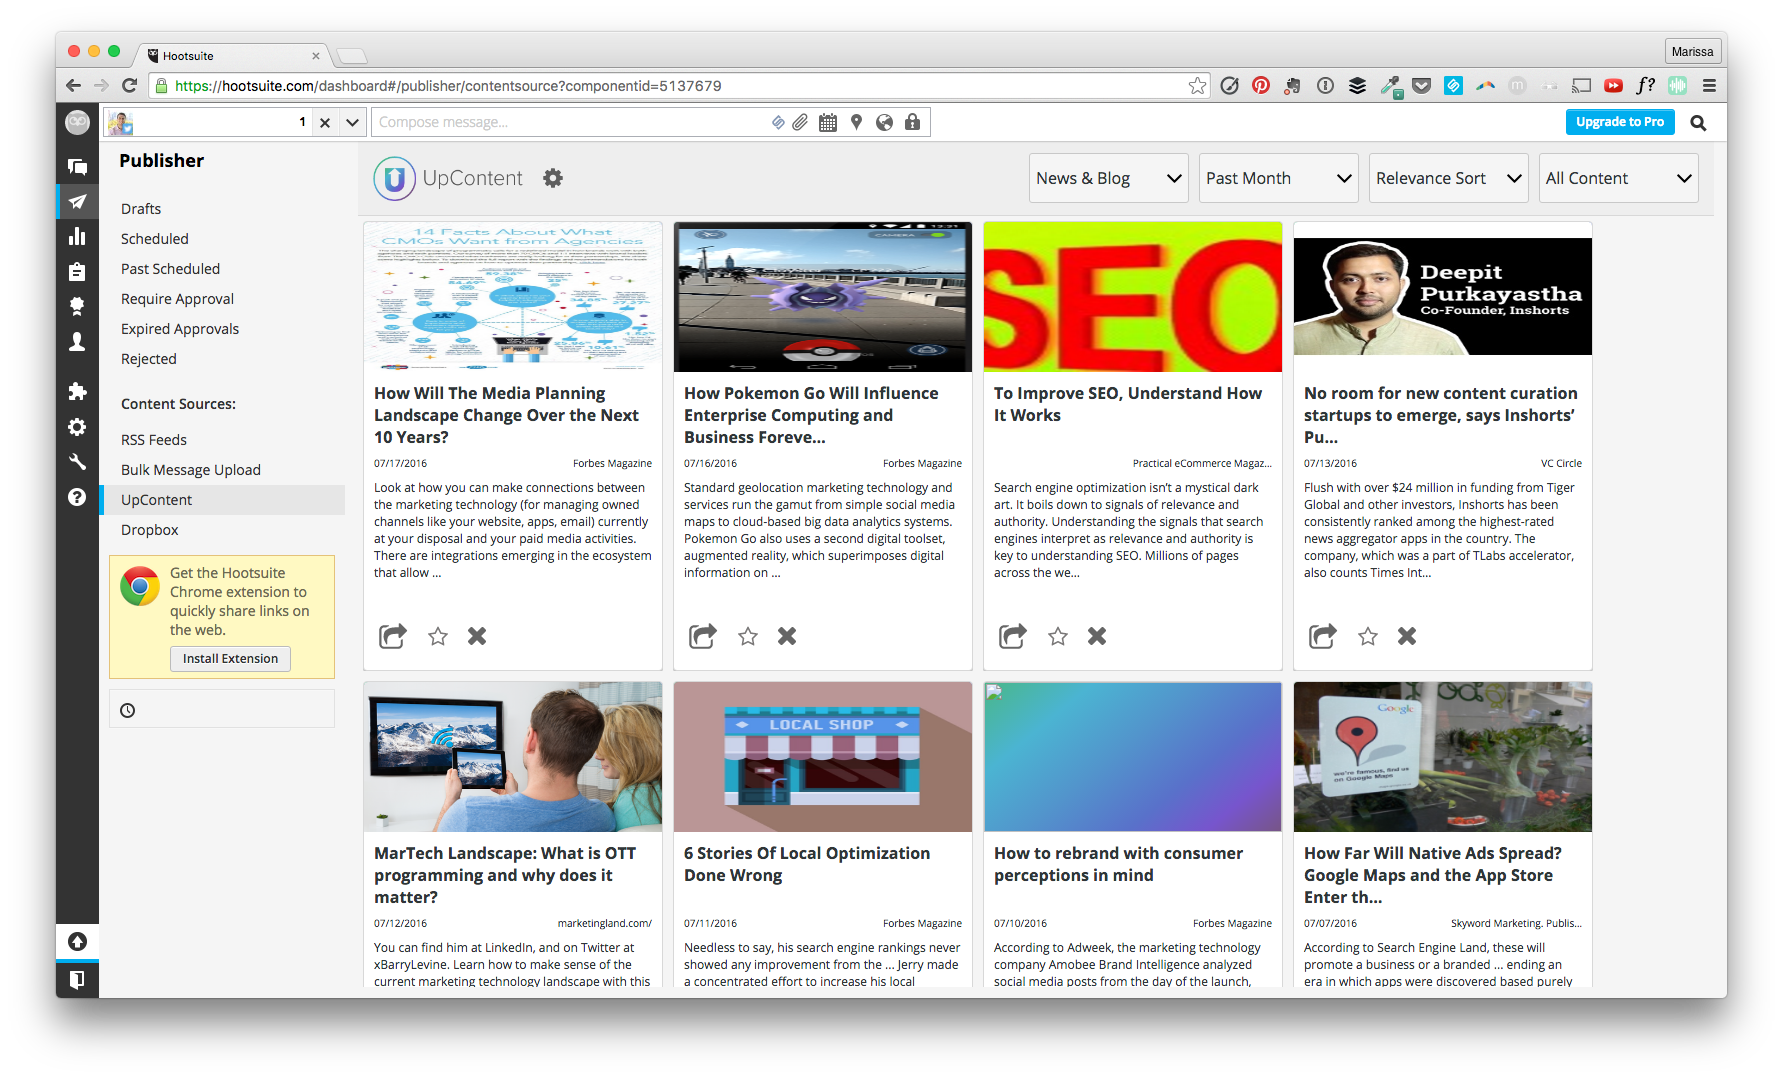 Hootsuite
Marissa
https://hootsuite.com/dashboard#/publisher/contentsource?componentid=5137679
1
Compose message...
Upgrade to Pro
Publisher
Drafts
Scheduled
Past Scheduled
Require Approval
Expired Approvals
Rejected
Content Sources:
RSS Feeds
Bulk Message Upload
UpContent
Dropbox
Get the Hootsuite
Chrome extension to
quickly share links on
the web.
Install Extension
UpContent
News & Blog
Past Month
Relevance Sort
All Content
14 Facts About What
CMOs Want from Agencies
How Will The Media Planning
Landscape Change Over the Next
10 Years?
07/17/2016 Forbes Magazine
Look at how you can make connections between
the marketing technology (for managing owned
channels like your website, apps, email) currently
at your disposal and your paid media activities.
There are integrations emerging in the ecosystem
that allow ...
12:21
CAMERA
How Pokemon Go Will Influence
Enterprise Computing and
Business Foreve...
07/16/2016 Forbes Magazine
Standard geolocation marketing technology and
services run the gamut from simple social media
maps to cloud-based big data analytics systems.
Pokemon Go also uses a second digital toolset,
augmented reality, which superimposes digital
information on ...
SEO
To Improve SEO, Understand How
It Works
Practical eCommerce Magaz...
Search engine optimization isn't a mystical dark
art. It boils down to signals of relevance and
authority. Understanding the signals that search
engines interpret as relevance and authority is
key to understanding SEO. Millions of pages
across the we...
Deepit
Purkayastha
Co-Founder, Inshorts
No room for new content curation
startups to emerge, says Inshorts'
Pu...
07/13/2016 VC Circle
Flush with over $24 million in funding from Tiger
Global and other investors, Inshorts has been
consistently ranked among the highest-rated
news aggregator apps in the country. The
company, which was a part of TLabs accelerator,
also counts Times Int...
MarTech Landscape: What is OTT
programming and why does it
matter?
07/12/2016 marketingland.com/
You can find him at LinkedIn, and on Twitter at
xBarryLevine. Learn how to make sense of the
current marketing technology landscape with this
LOCAL SHOP
6 Stories Of Local Optimization
Done Wrong
07/11/2016 Forbes Magazine
Needless to say, his search engine rankings never
showed any improvement from the ... Jerry made
a concentrated effort to increase his local
How to rebrand with consumer
perceptions in mind
07/10/2016 Forbes Magazine
According to Adweek, the marketing technology
company Amobee Brand Intelligence analyzed
social media posts from the day of the launch,
Google
we're famous, find us
on Google Maps
How Far Will Native Ads Spread?
Google Maps and the App Store
Enter th...
07/07/2016 Skyword Marketing. Publis...
According to Search Engine Land, these will
promote a business or a branded ... ending an
era in which apps were discovered based purely